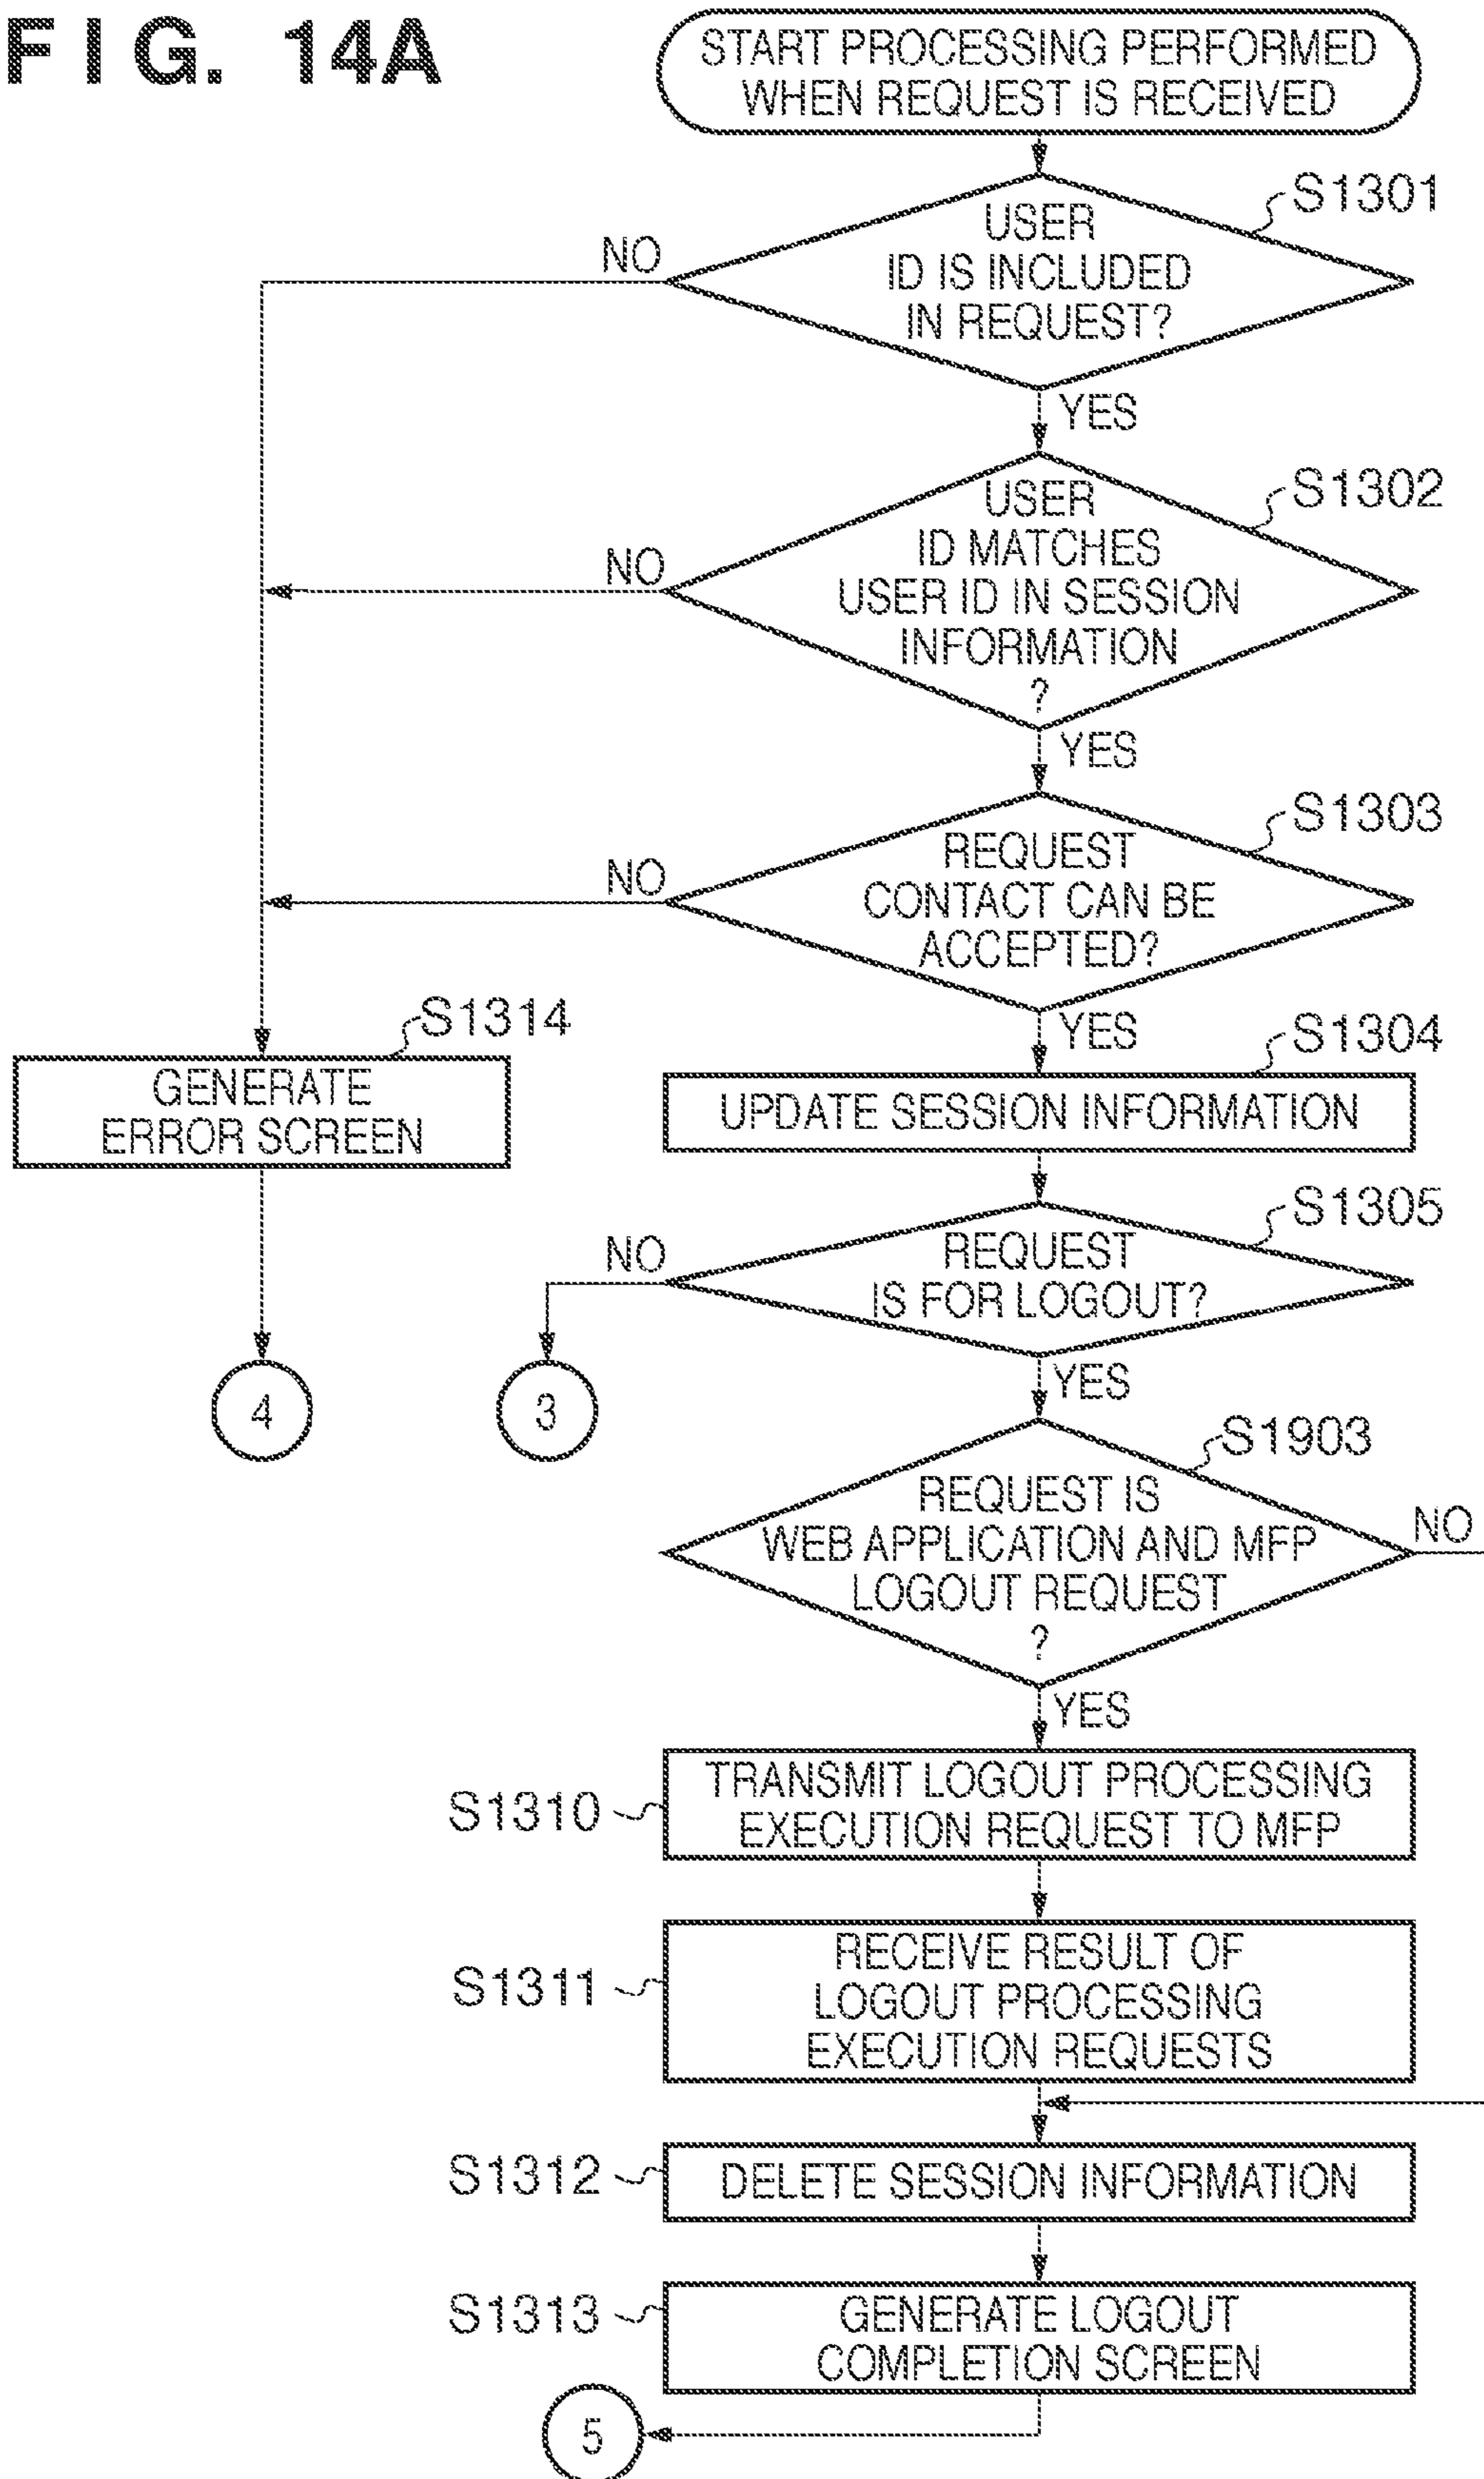 FIG. 14A
START PROCESSING PERFORMED
WHEN REQUEST IS RECEIVED
S1301
USER
ID IS INCLUDED
IN REQUEST?
NO
YES
S1302
USER
ID MATCHES
USER ID IN SESSION
INFORMATION
?
NO
YES
S1303
REQUEST
CONTACT CAN BE
ACCEPTED?
NO
YES
S1314
GENERATE
ERROR SCREEN
S1304
UPDATE SESSION INFORMATION
S1305
REQUEST
IS FOR LOGOUT?
NO
YES
4
3
S1903
REQUEST IS
WEB APPLICATION AND MFP
LOGOUT REQUEST
?
NO
YES
S1310
TRANSMIT LOGOUT PROCESSING
EXECUTION REQUEST TO MFP
S1311
RECEIVE RESULT OF
LOGOUT PROCESSING
EXECUTION REQUESTS
S1312
DELETE SESSION INFORMATION
S1313
GENERATE LOGOUT
COMPLETION SCREEN
5